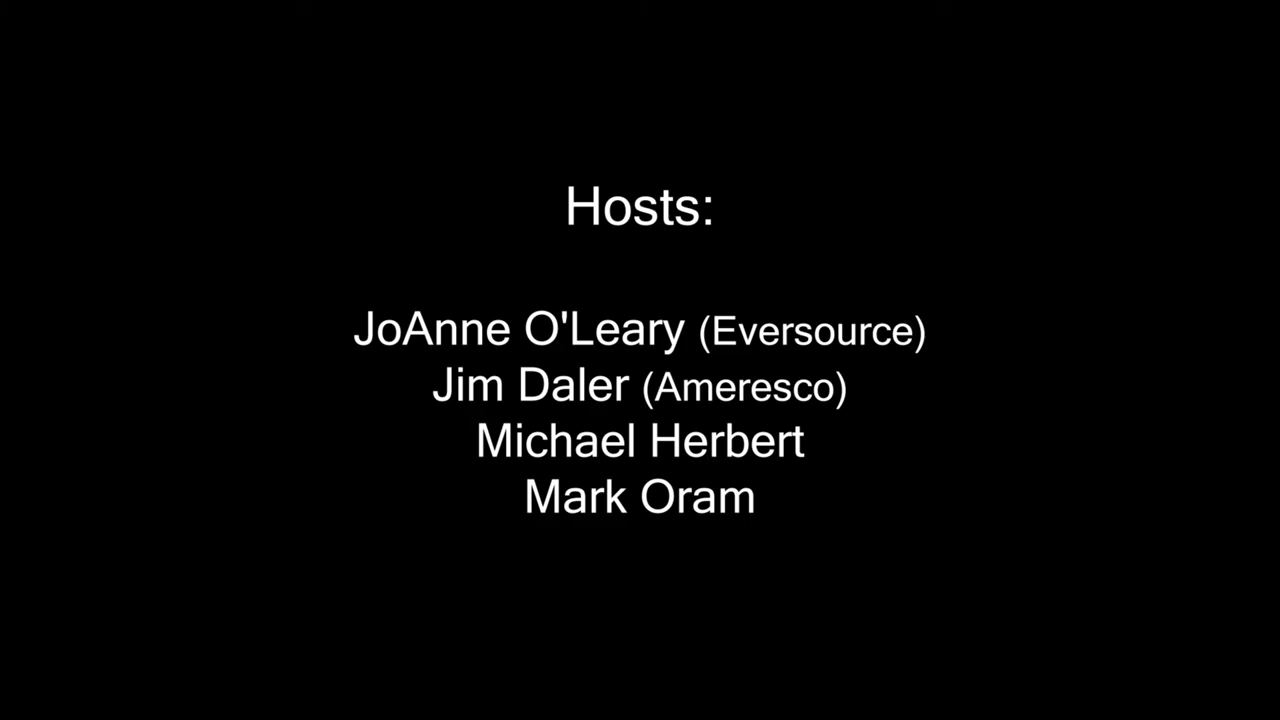 Hosts:
JoAnne O'Leary (Eversource)
Jim Daler (Ameresco)
Michael Herbert
Mark Oram